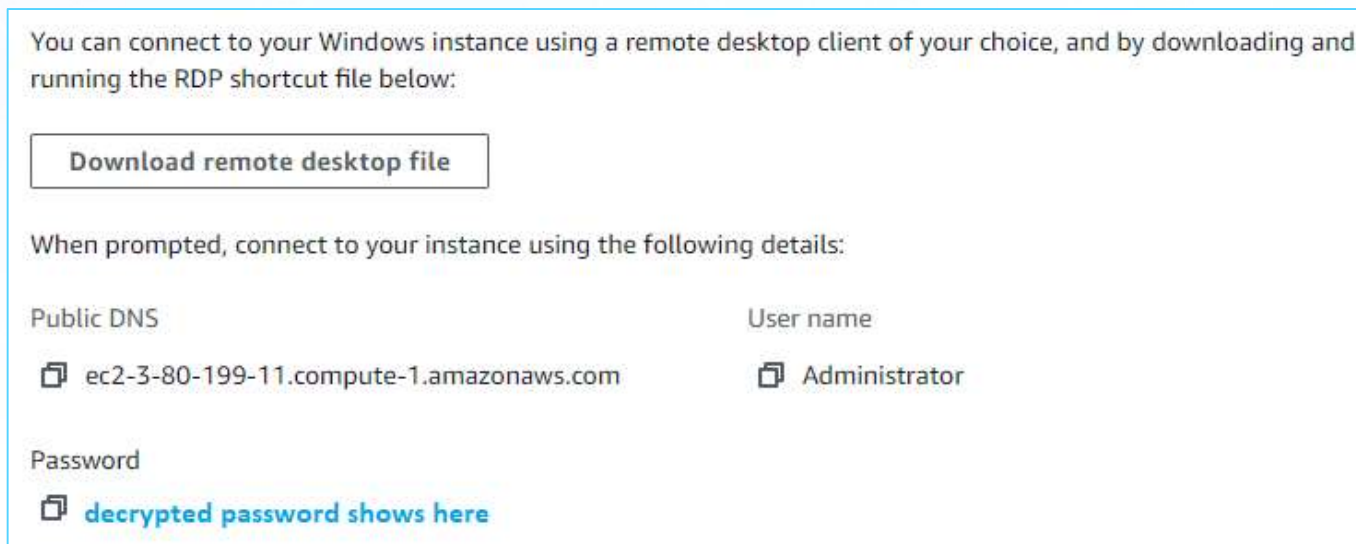 You can connect to your Windows instance using a remote desktop client of your choice, and by downloading and
running the RDP shortcut file below:
Download remote desktop file
When prompted, connect to your instance using the following details:
Public DNS
User name
ec2-3-80-199-11.compute-1.amazonaws.com
Administrator
Password
decrypted password shows here